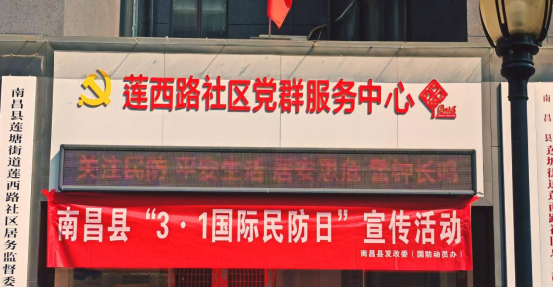 莲西路社区党群服务中心
关注民防 平安生活 居安思危 警钟长鸣
南昌县“3·1国际民防日”宣传活动
南昌县发改委(国防动员办)
南昌县莲塘街道莲西路社区居务监督委
南昌县莲塘街道莲西路社区